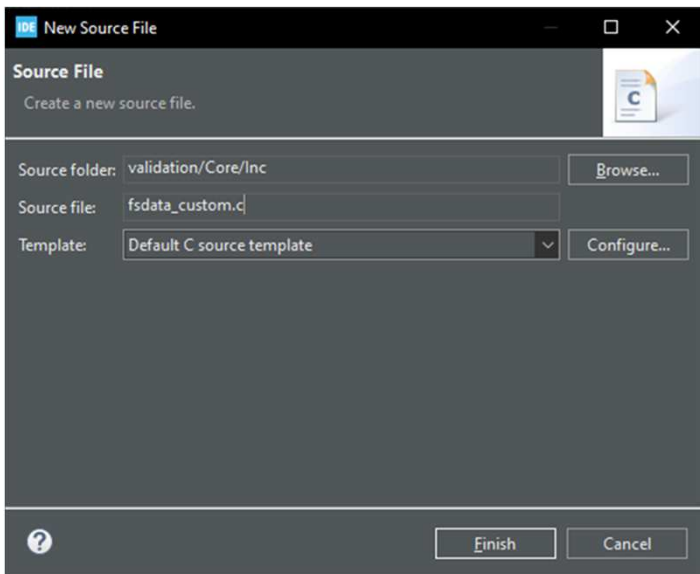 IDE New Source File
Source File
Create a new source file.
C
Source folder: validation/Core/Inc Browse...
Source file: fsdata_custom.c
Template: Default C source template Configure...
? Finish Cancel